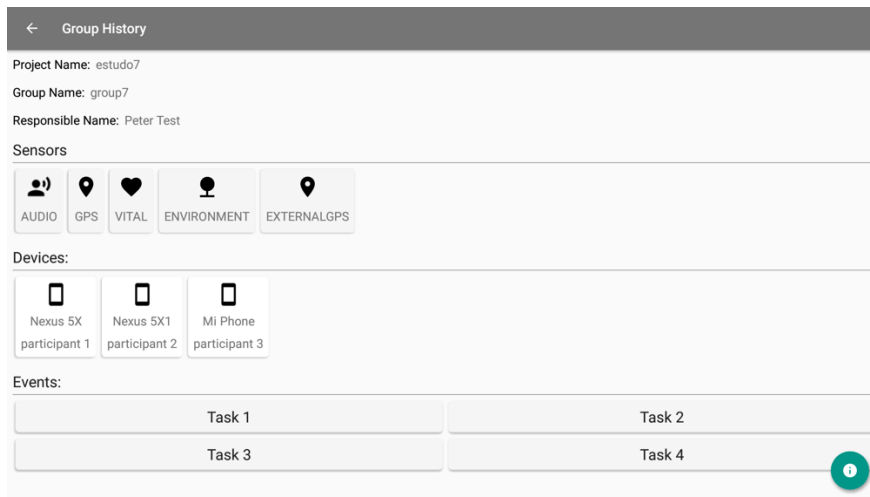 Group History
Project Name: estudo7
Group Name: group7
Responsible Name: Peter Test
Sensors
AUDIO GPS VITAL ENVIRONMENT EXTERNALGPS
Devices:
Nexus 5X Nexus 5X1 Mi Phone
participant 1 participant 2 participant 3
Events:
Task 1 Task 2
Task 3 Task 4